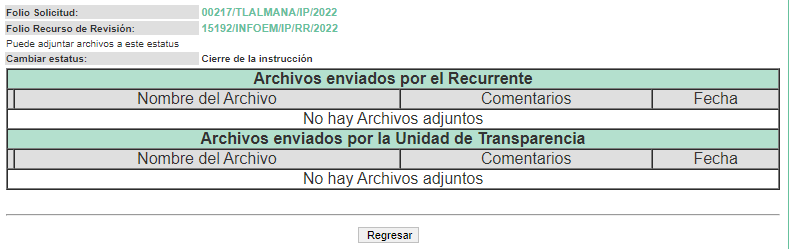 Folio Solicitud: 00217/TLALMANA/IP/2022
Folio Recurso de Revisión: 15192/INFOEM/IP/RR/2022
Puede adjuntar archivos a este estatus
Cambiar estatus: Cierre de la instrucción
Archivos enviados por el Recurrente
Nombre del Archivo Comentarios Fecha
No hay Archivos adjuntos
Archivos enviados por la Unidad de Transparencia
Nombre del Archivo Comentarios Fecha
No hay Archivos adjuntos
Regresar